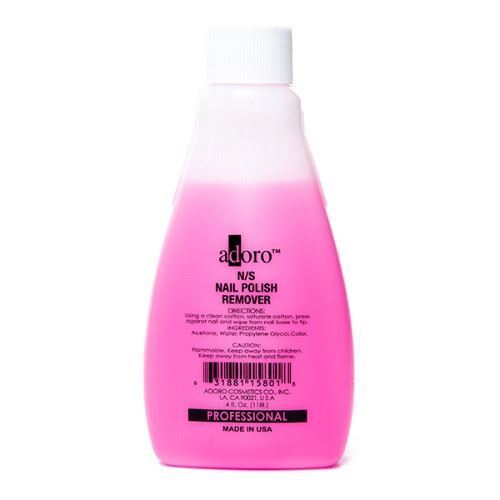 adoro™
N/S
NAIL POLISH
REMOVER
DIRECTIONS:
Using a clean cotton, saturate cotton, press
against nail and wipe from nail base to tip.
INGREDIENTS:
Acetone, Water, Propylene Glycol, Color.
CAUTION:
Flammable. Keep away from children.
Keep away from heat and flame.
6 31881 15801 5
ADORO COSMETICS CO., INC.
LA, CA 90021, U.S.A
4 fl. Oz. (118l.)
PROFESSIONAL
MADE IN USA